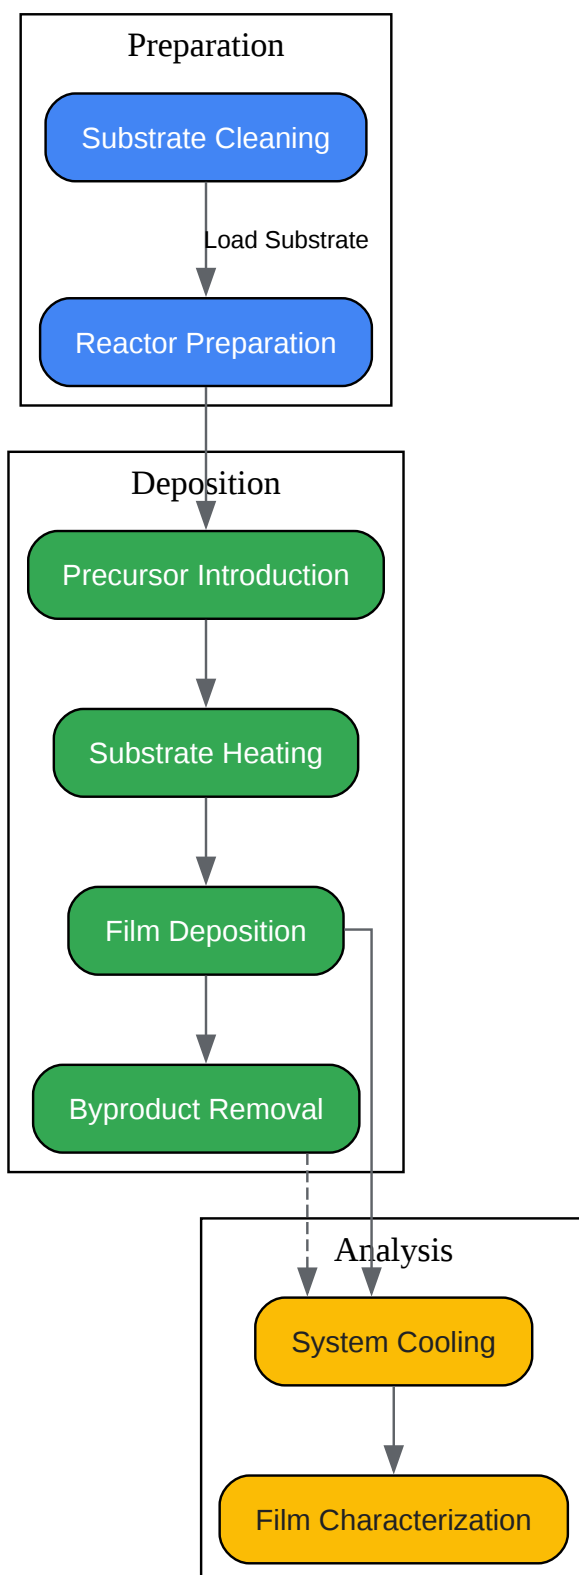 Preparation
Substrate Cleaning
Load Substrate
Reactor Preparation
Deposition
Precursor Introduction
Substrate Heating
Film Deposition
Byproduct Removal
Analysis
System Cooling
Film Characterization